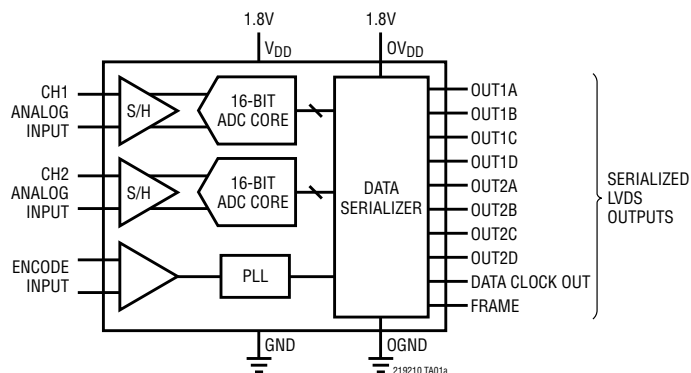 1.8V
1.8V
VDD
OVDD
CH1
ANALOG
INPUT
S/H
16-BIT
ADC CORE
CH2
ANALOG
INPUT
S/H
16-BIT
ADC CORE
ENCODE
INPUT
PLL
DATA
SERIALIZER
OUT1A
OUT1B
OUT1C
OUT1D
OUT2A
OUT2B
OUT2C
OUT2D
DATA CLOCK OUT
FRAME
SERIALIZED
LVDS
OUTPUTS
GND
OGND
219210 TA01a